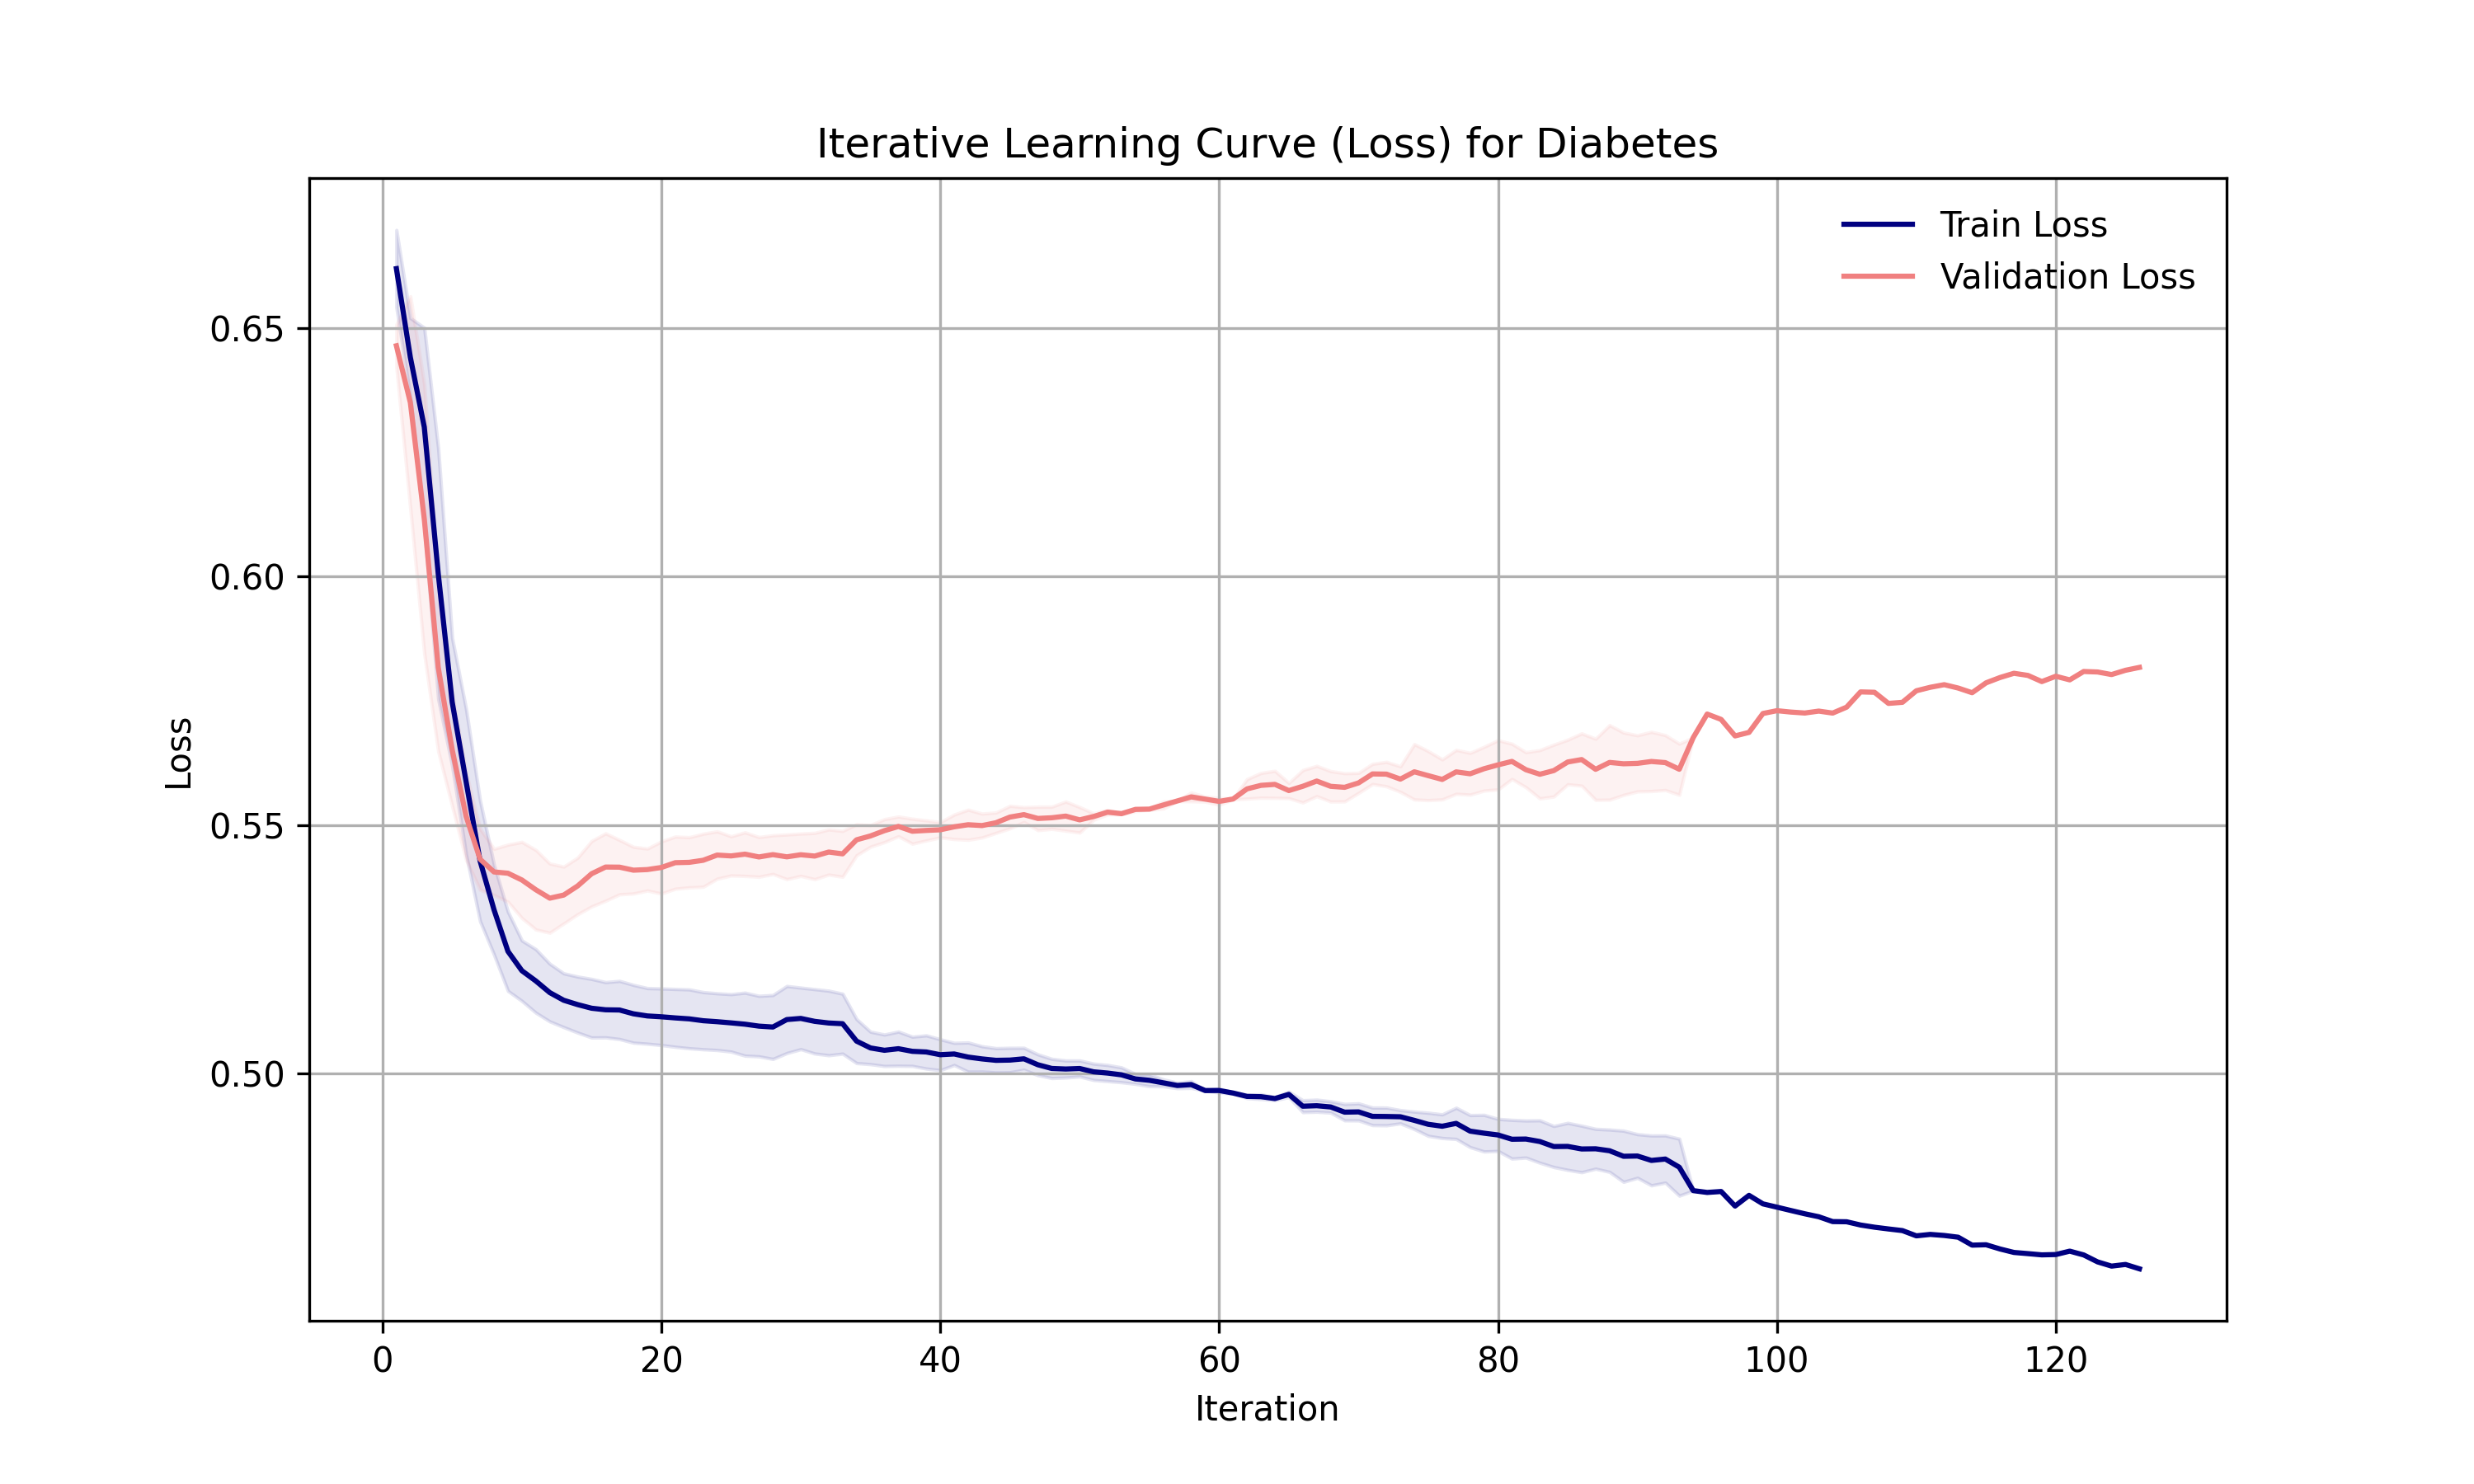 Iterative Learning Curve (Loss) for Diabetes
Train Loss
Validation Loss
Loss
0.65
0.60
0.55
0.50
0 20 40 60 80 100 120
Iteration